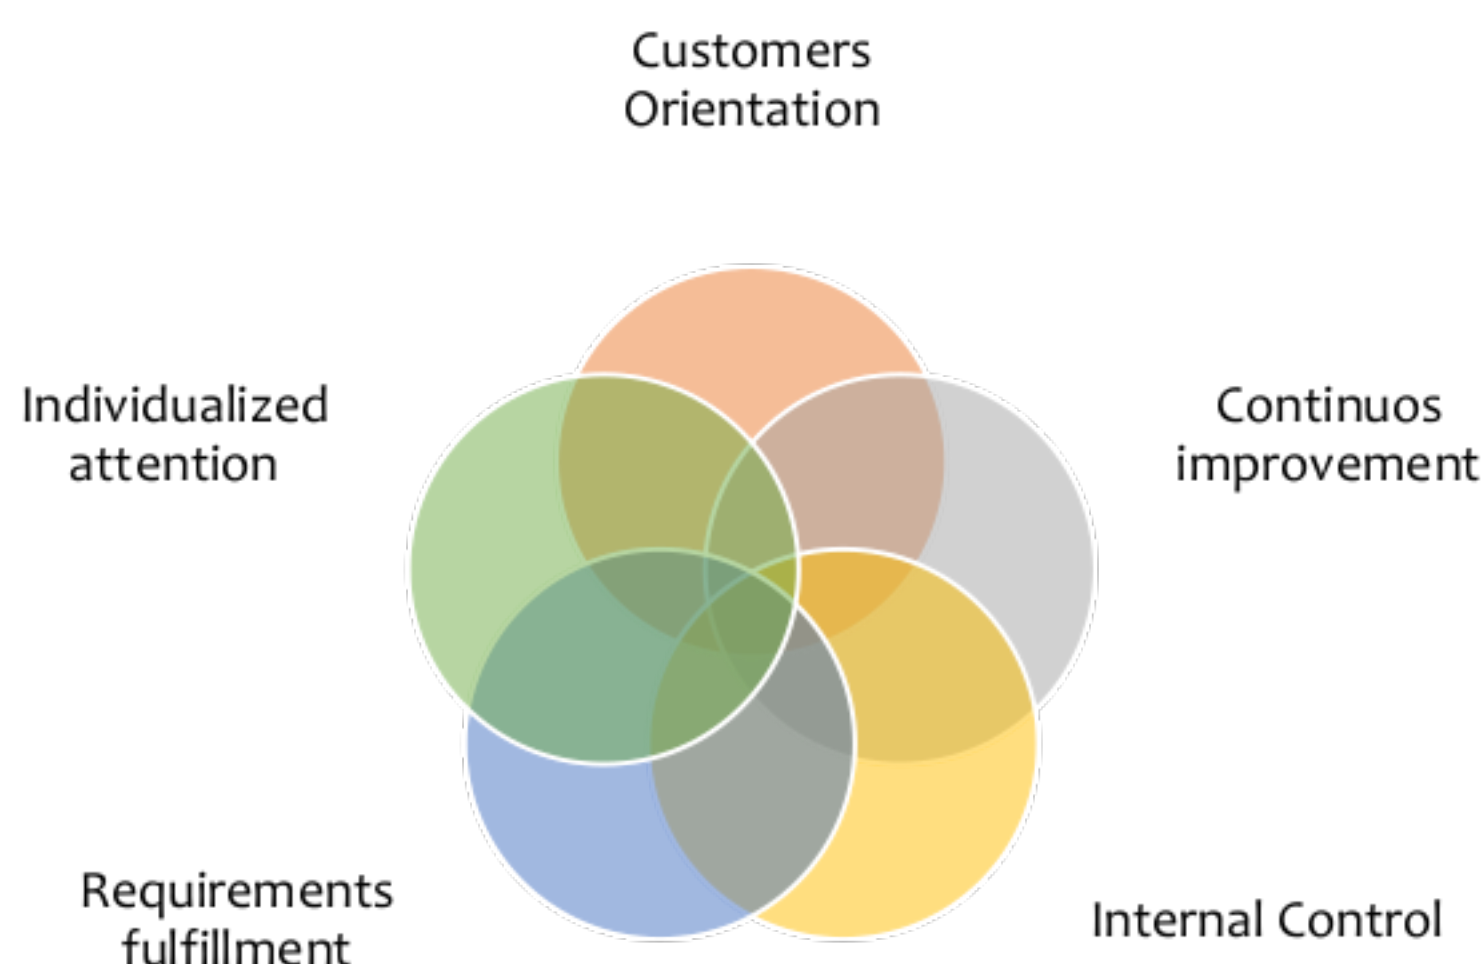 Customers
Orientation
Individualized
attention
Continuos
improvement
Requirements
fulfillment
Internal Control